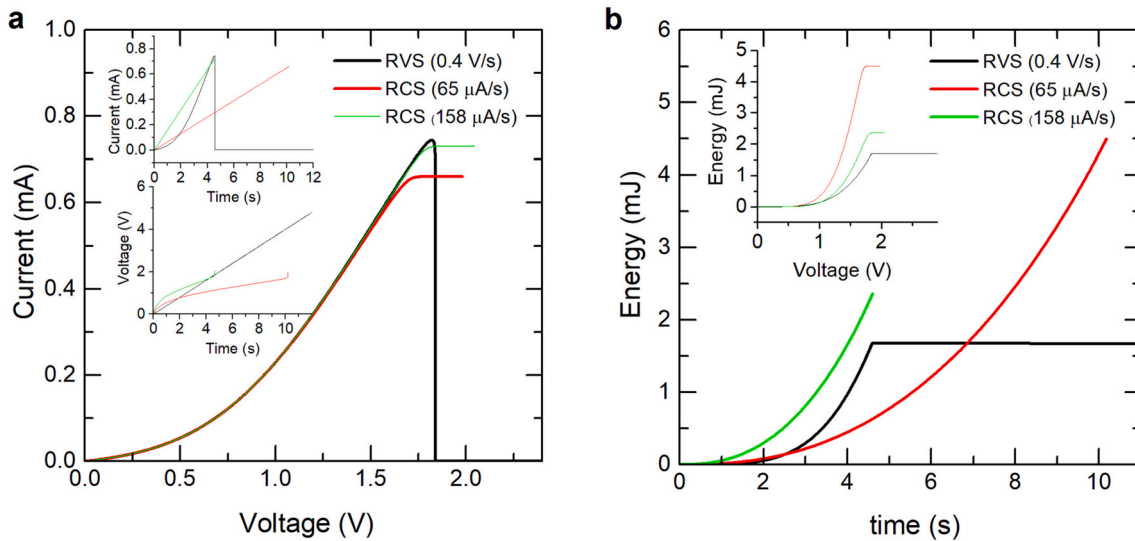 a
1.0
0.8
0.6
0.4
0.2
0.0
0.0 0.5 1.0 1.5 2.0
Current (mA)
Voltage (V)
RVS (0.4 V/s)
RCS (65 μA/s)
RCS (158 μA/s)
0.8
0.6
0.4
0.2
0.0
0 2 4 6 8 10 12
Current (mA)
Time (s)
6
4
2
0
0 2 4 6 8 10
Voltage (V)
Time (s)
b
6
5
4
3
2
1
0
0 2 4 6 8 10
Energy (mJ)
time (s)
RVS (0.4 V/s)
RCS (65 μA/s)
RCS (158 μA/s)
5
4
3
2
1
0
0 1 2
Energy (mJ)
Voltage (V)